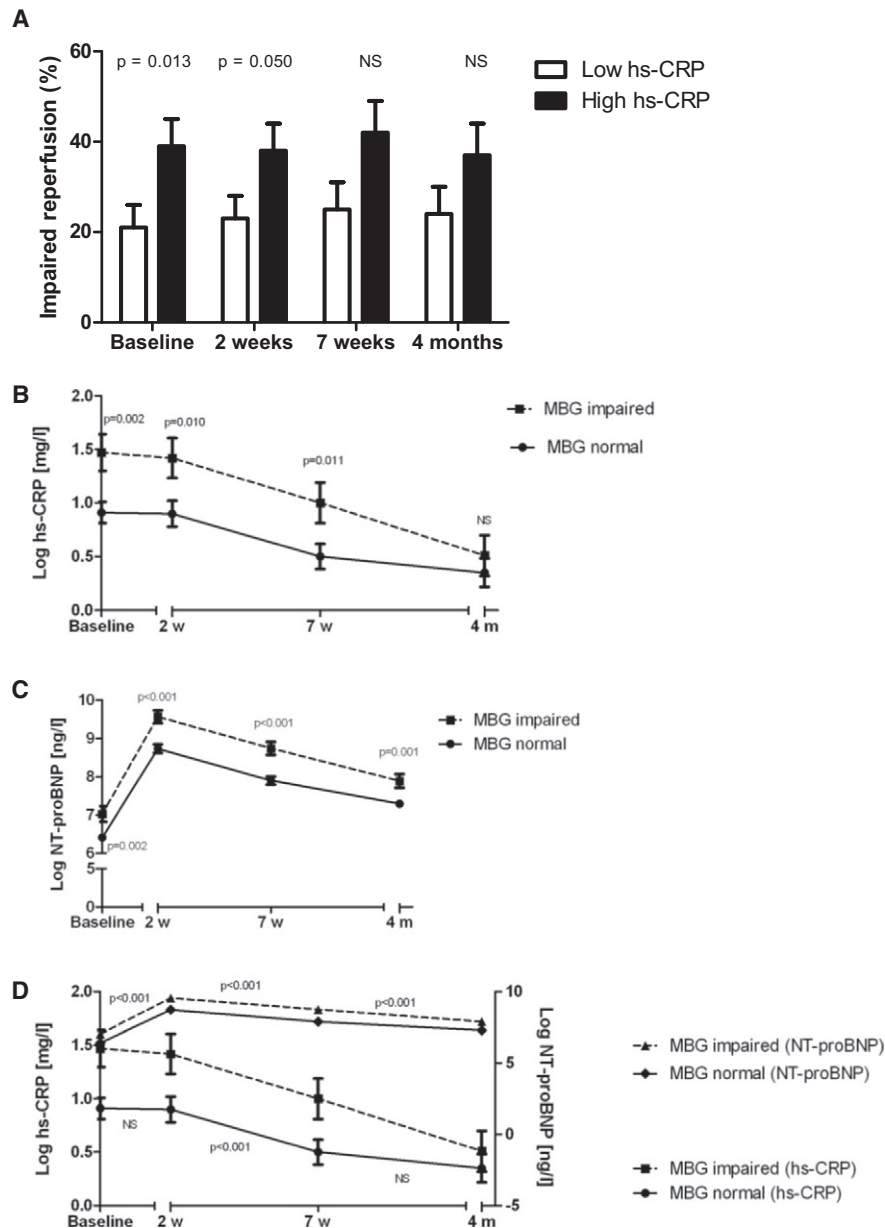 A
Impaired reperfusion (%)
60
40
20
0
p = 0.013
p = 0.050
NS
NS
Low hs-CRP
High hs-CRP
Baseline
2 weeks
7 weeks
4 months
B
Log hs-CRP [mg/l]
2.0
1.5
1.0
0.5
0.0
p=0.002
p=0.010
p=0.011
NS
MBG impaired
MBG normal
Baseline
2 w
7 w
4 m
C
Log NT-proBNP [ng/l]
10
9
8
7
6
5
0
p<0.001
p<0.001
p=0.001
p=0.002
MBG impaired
MBG normal
Baseline
2 w
7 w
4 m
D
Log hs-CRP [mg/l]
2.0
1.5
1.0
0.5
0.0
p<0.001
p<0.001
p<0.001
NS
p<0.001
NS
10
5
0
-5
Log NT-proBNP
[ng/l]
MBG impaired (NT-proBNP)
MBG normal (NT-proBNP)
MBG impaired (hs-CRP)
MBG normal (hs-CRP)
Baseline
2 w
7 w
4 m